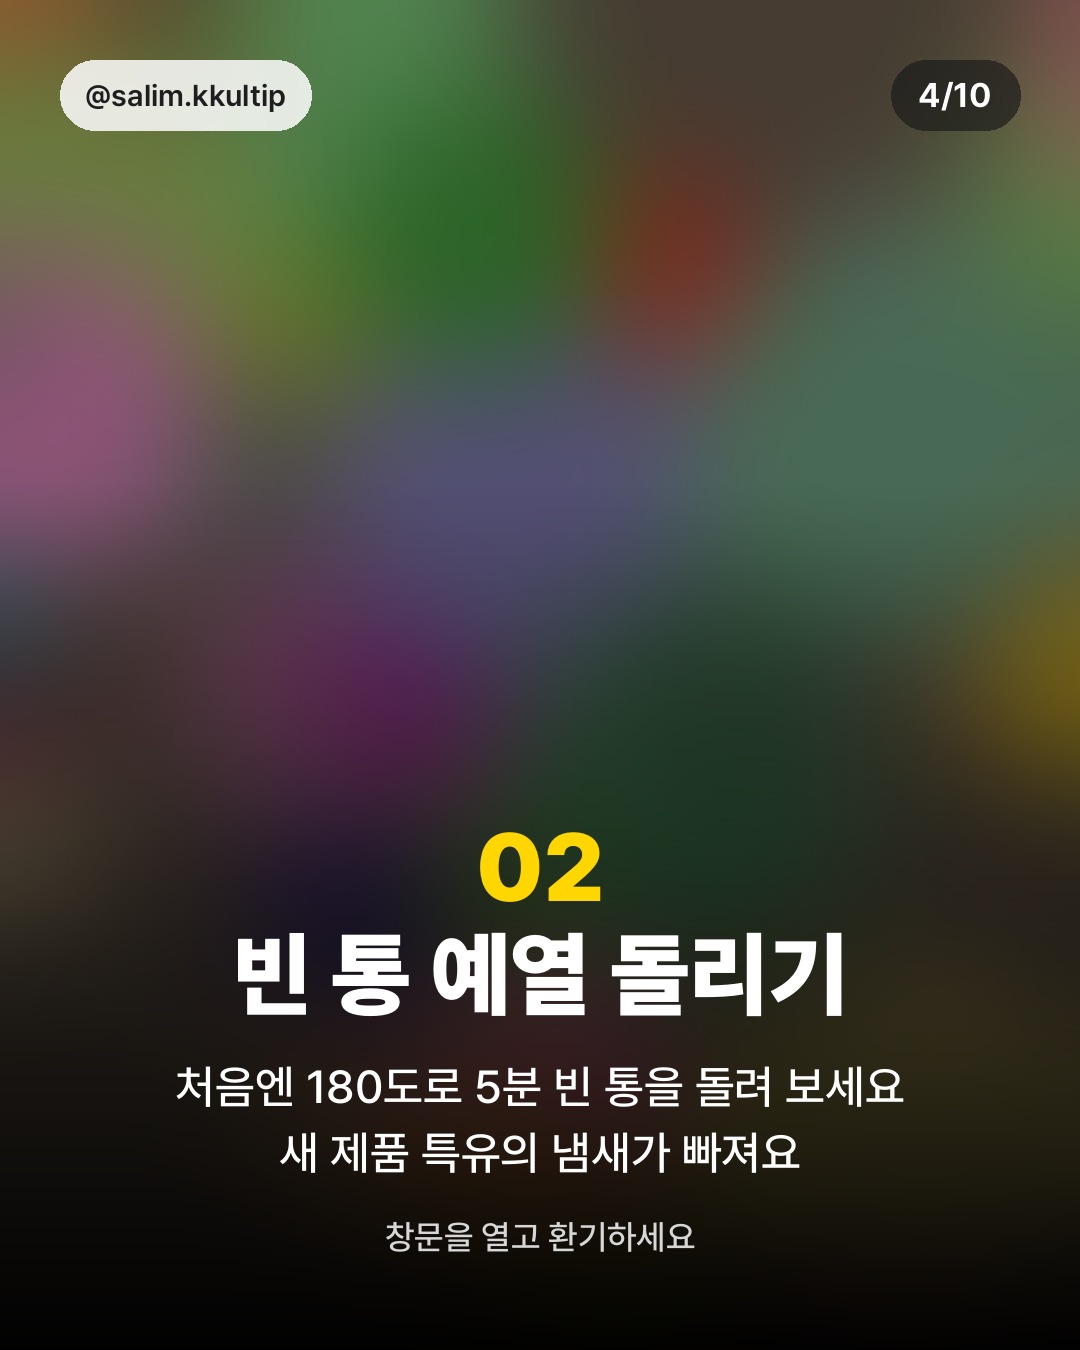 @salim.kkultip
4/10
02
빈 통 예열 돌리기
처음엔 180도로 5분 빈 통을 돌려 보세요
새 제품 특유의 냄새가 빠져요
창문을 열고 환기하세요